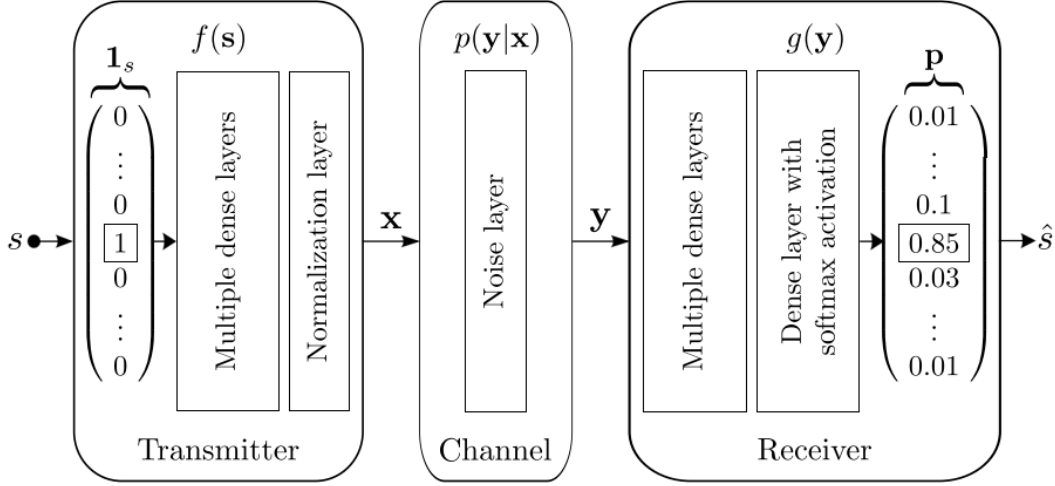 f(𝐬)
p(𝐲|𝐱)
g(𝐲)
𝟏ₛ
𝐩
s
0
⋮
0
1
0
⋮
0
Multiple dense layers
Normalization layer
𝐱
Noise layer
𝐲
Multiple dense layers
Dense layer with
softmax activation
0.01
⋮
0.1
0.85
0.03
⋮
0.01
ŝ
Transmitter
Channel
Receiver